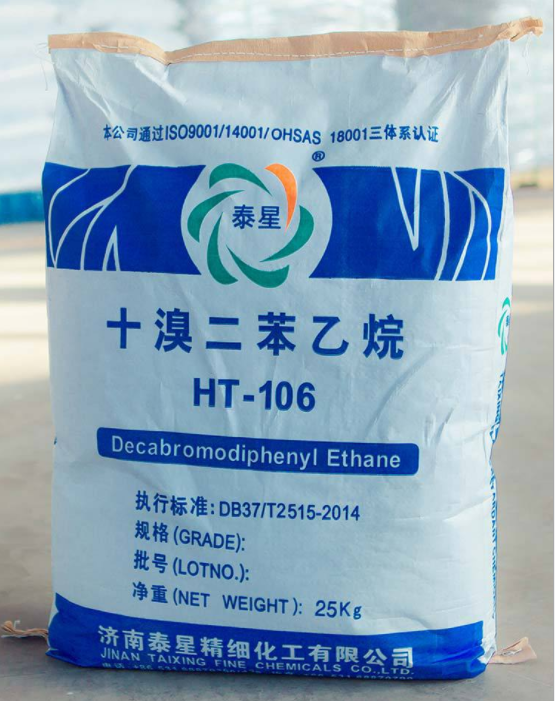 本公司通过ISO9001/14001/OHSAS 18001三体系认证
®
泰星
十溴二苯乙烷
HT-106
Decabromodiphenyl Ethane
执行标准:DB37/T2515-2014
规格(GRADE):
批号(LOTNO.):
净重(NET WEIGHT): 25Kg
济南泰星精细化工有限公司
JINAN TAIXING FINE CHEMICALS CO.,LTD.